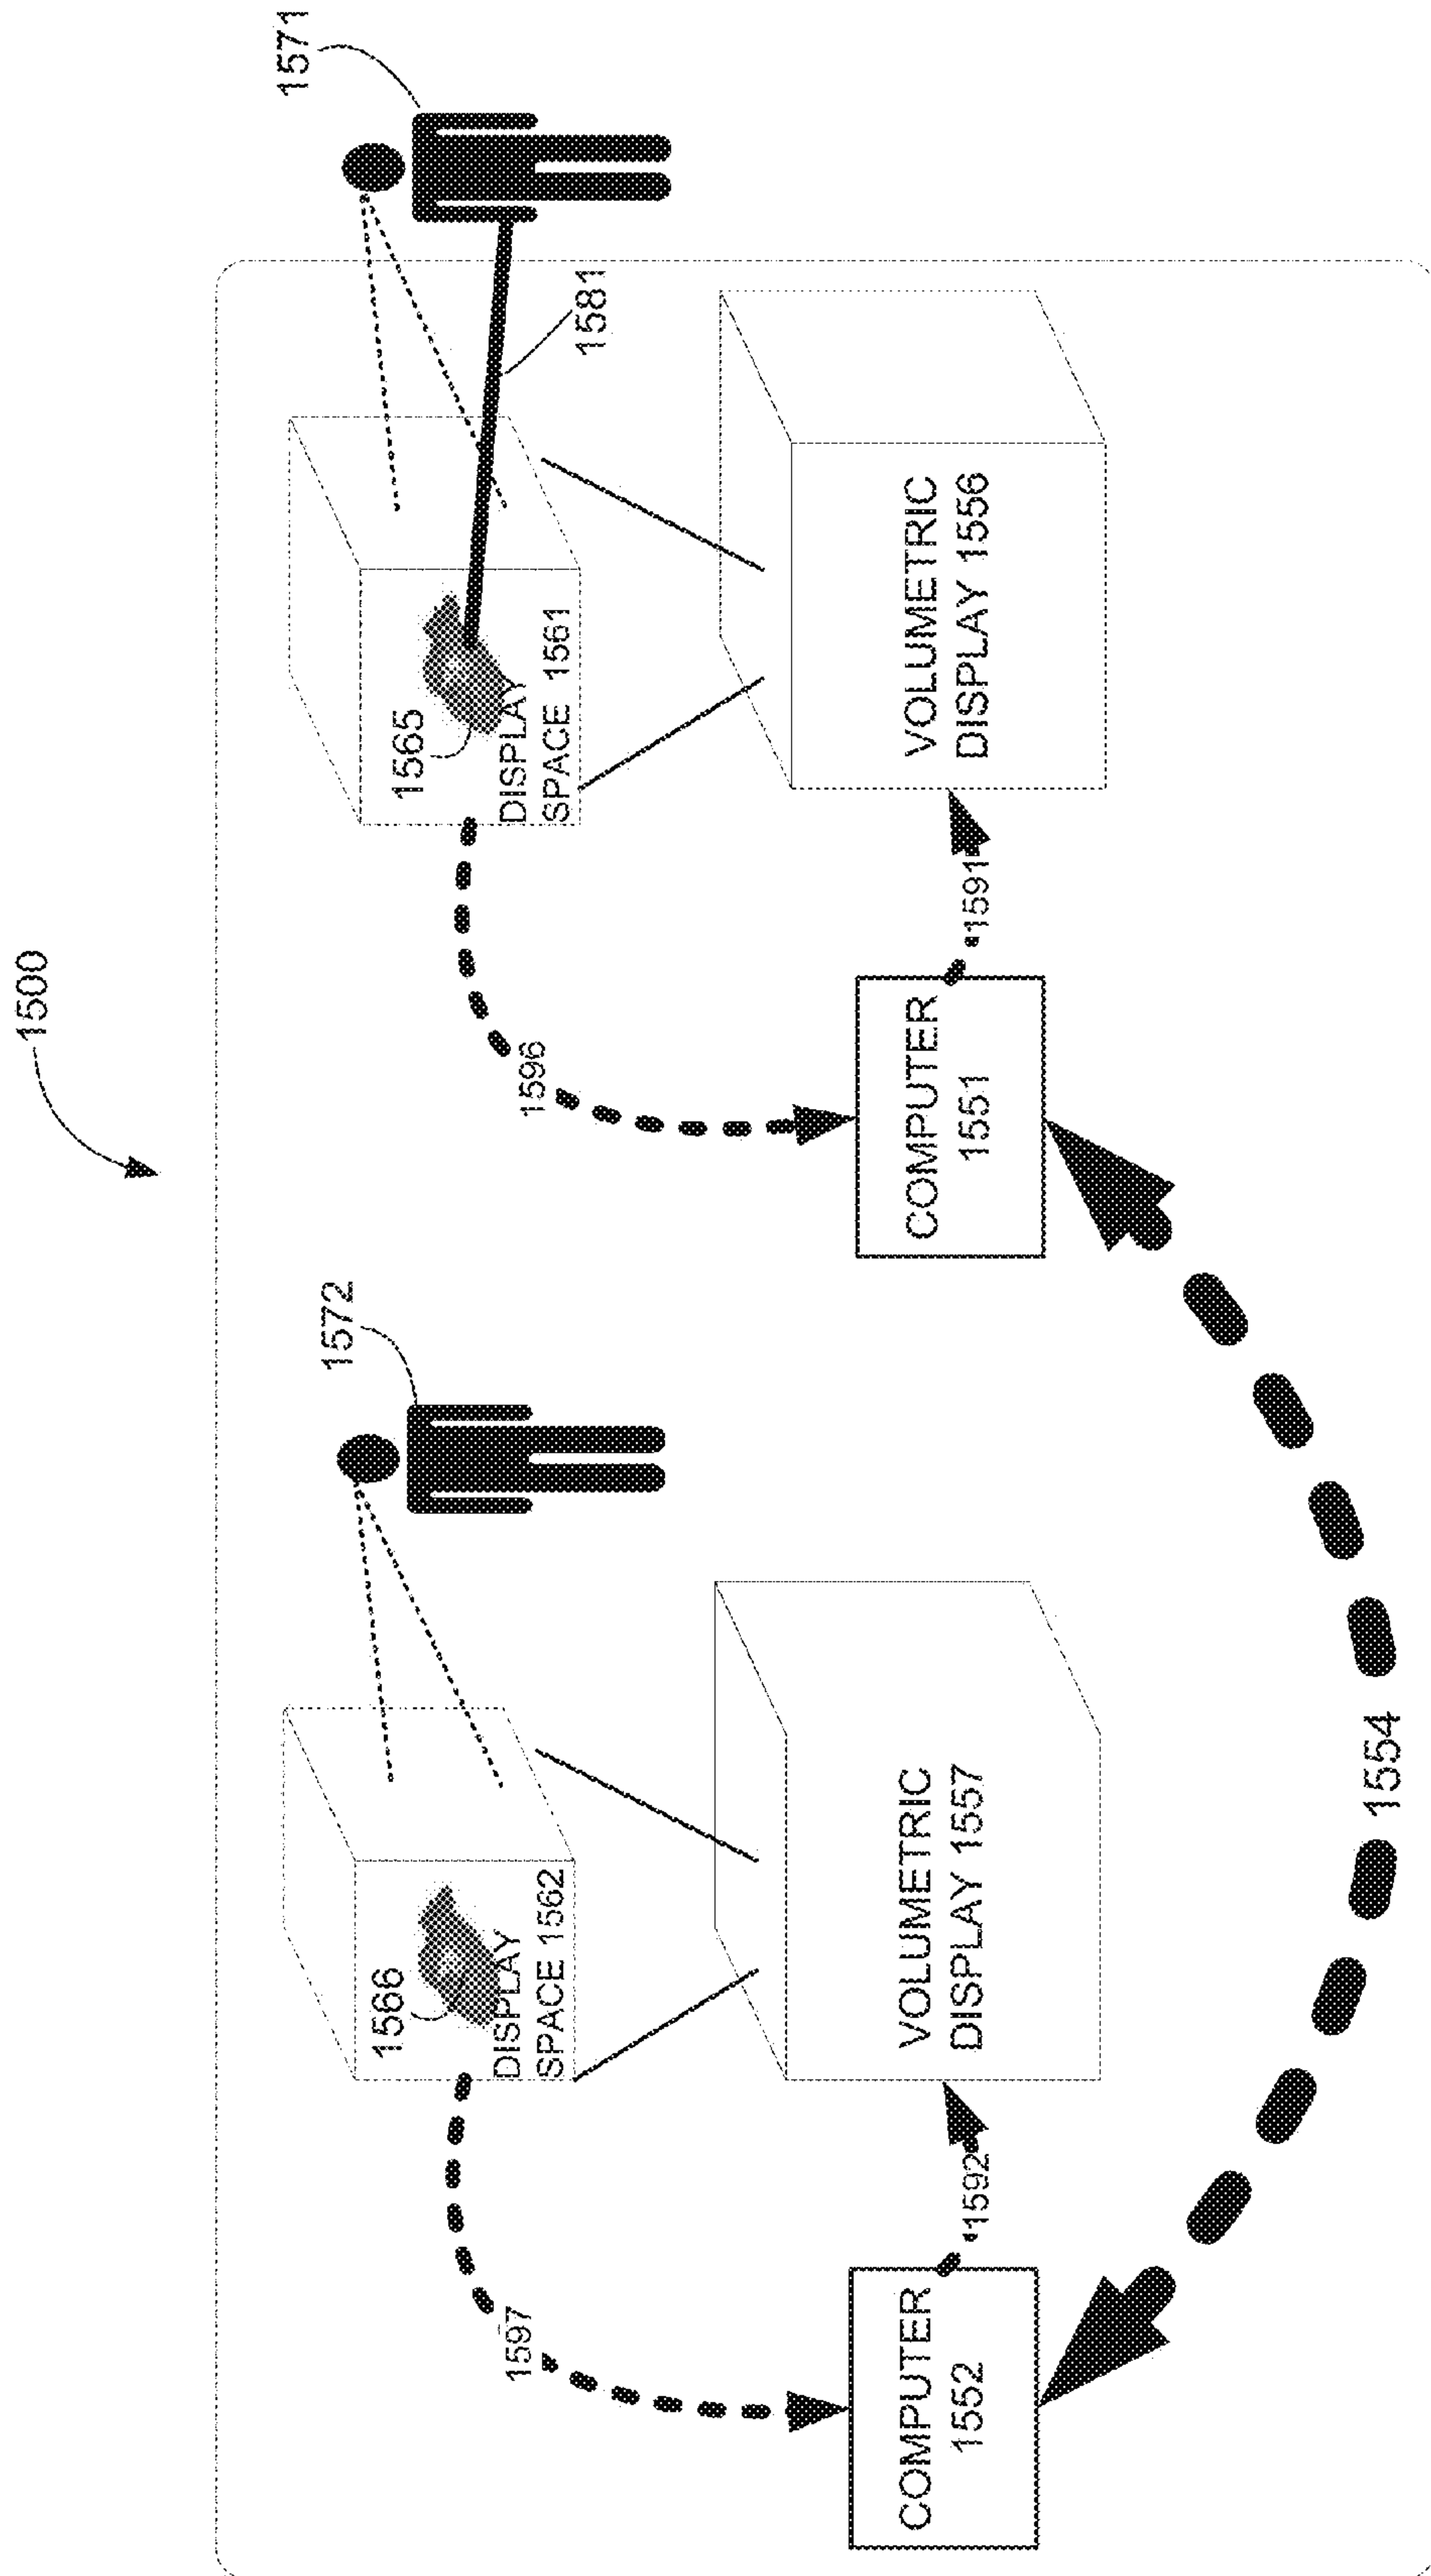 1500
1572
1571
1566
DISPLAY
SPACE 1562
1565
DISPLAY
SPACE 1561
1581
1597
1596
COMPUTER
1552
1592
VOLUMETRIC
DISPLAY 1557
COMPUTER
1551
1591
VOLUMETRIC
DISPLAY 1556
1554